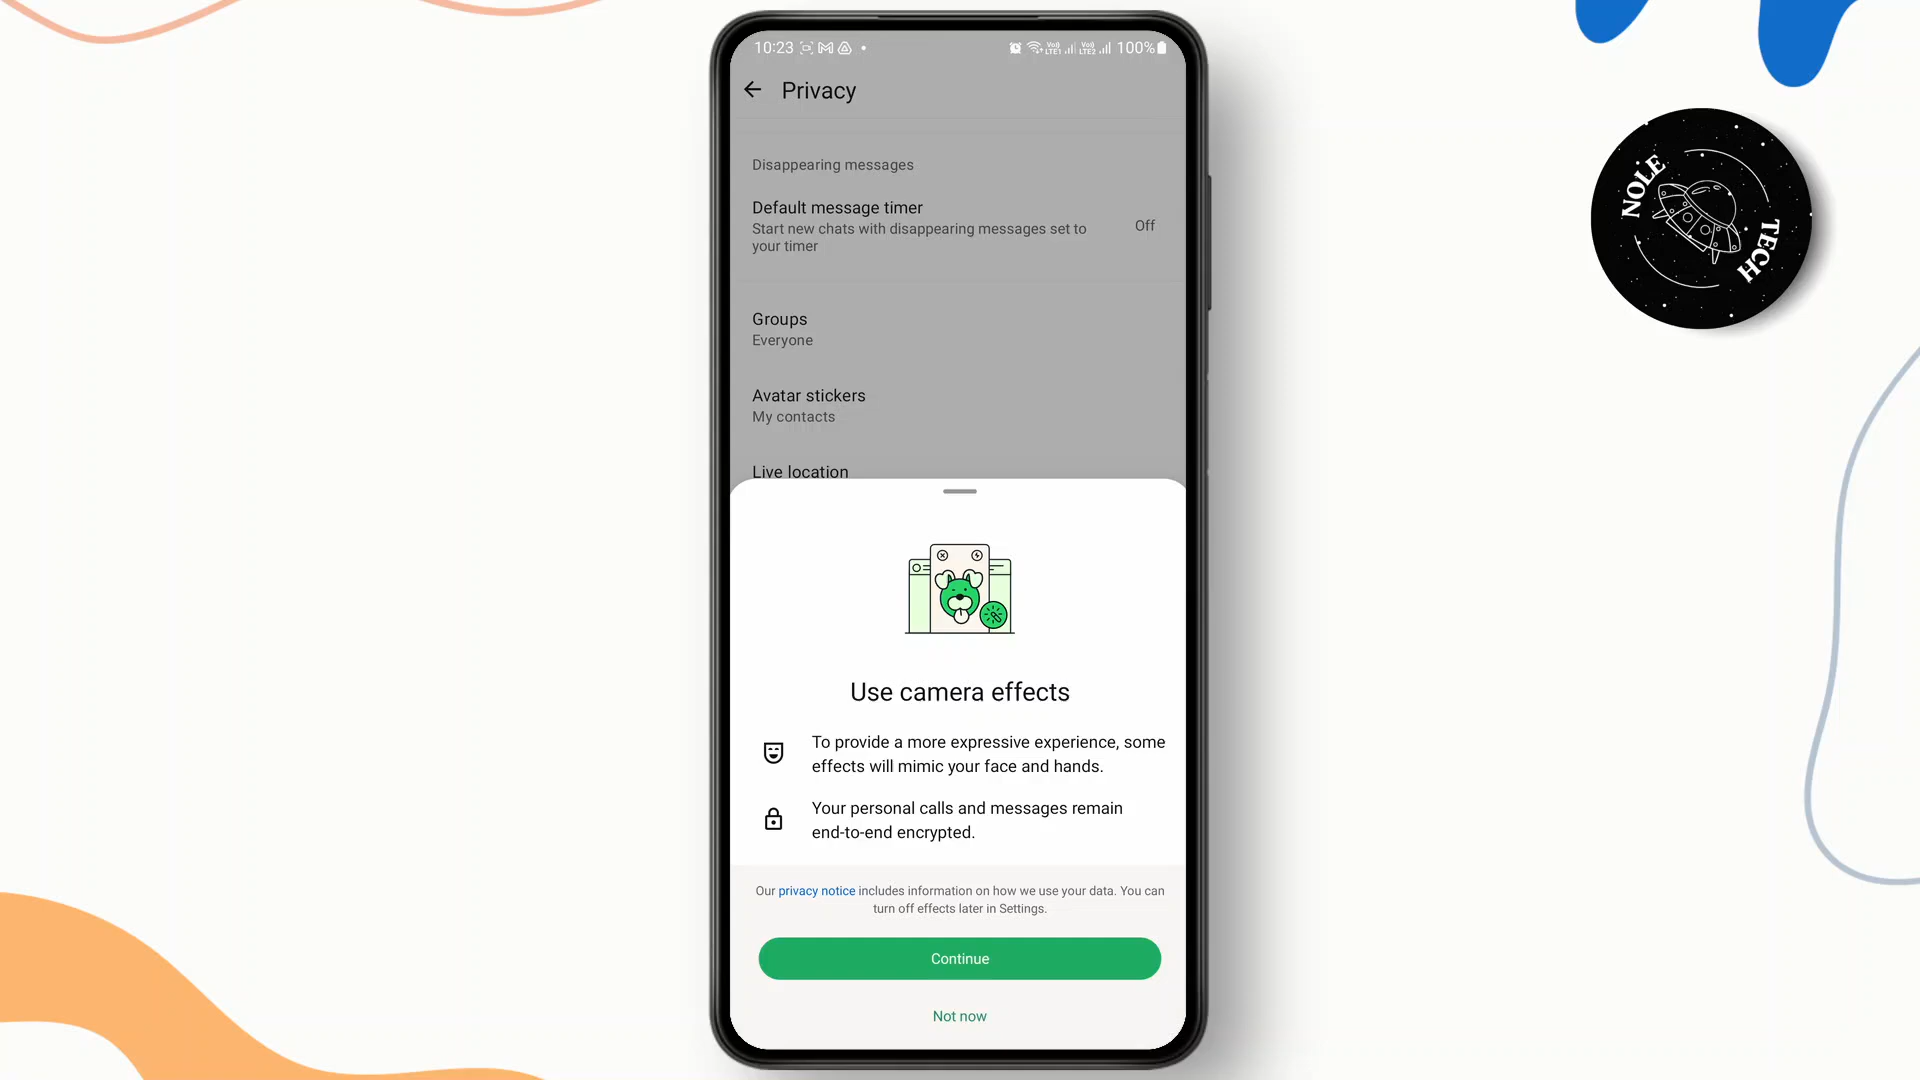 10:23
Vo)) LTE1 Vo)) LTE2 100%
Privacy
Disappearing messages
Default message timer
Start new chats with disappearing messages set to
your timer
Off
Groups
Everyone
Avatar stickers
My contacts
Live location
Use camera effects
To provide a more expressive experience, some
effects will mimic your face and hands.
Your personal calls and messages remain
end-to-end encrypted.
Our privacy notice includes information on how we use your data. You can
turn off effects later in Settings.
Continue
Not now
NOLE
TECH